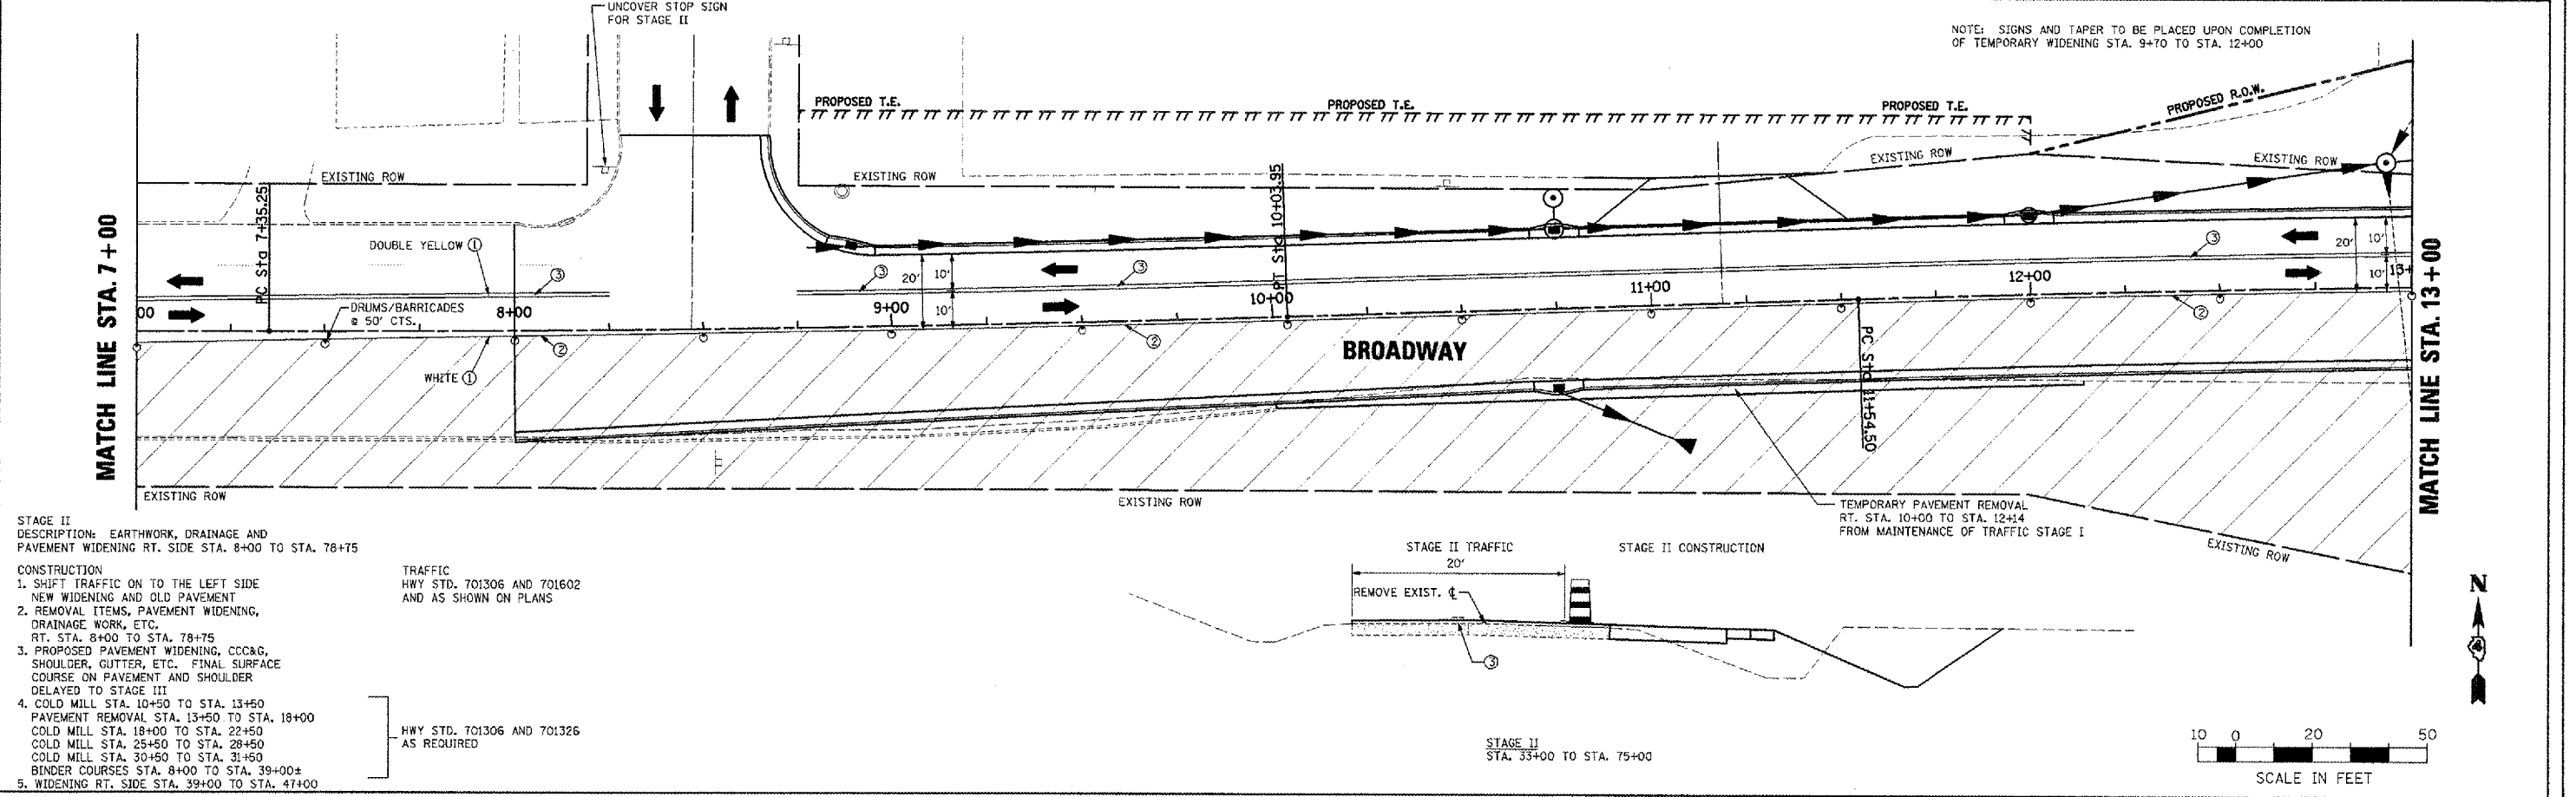 UNCOVER STOP SIGN
FOR STAGE II
NOTE: SIGNS AND TAPER TO BE PLACED UPON COMPLETION
OF TEMPORARY WIDENING STA. 9+70 TO STA. 12+00
PROPOSED T.E.
PROPOSED T.E.
PROPOSED T.E.
PROPOSED R.O.W.
EXISTING ROW
EXISTING ROW
EXISTING ROW
EXISTING ROW
MATCH LINE STA. 7+00
PC Sta 7+35.25
DOUBLE YELLOW 1
3
DRUMS/BARRICADES
@ 50' CTS.
00
8+00
2
WHITE 1
3
20'
10'
10'
9+00
3
2
PT Sta 10+03.95
10+00
11+00
12+00
3
20'
10'
10'
13+
2
BROADWAY
PC Sta 11+54.50
MATCH LINE STA. 13+00
EXISTING ROW
EXISTING ROW
EXISTING ROW
TEMPORARY PAVEMENT REMOVAL
RT. STA. 10+00 TO STA. 12+14
FROM MAINTENANCE OF TRAFFIC STAGE I
STAGE II
DESCRIPTION: EARTHWORK, DRAINAGE AND
PAVEMENT WIDENING RT. SIDE STA. 8+00 TO STA. 78+75
CONSTRUCTION
1. SHIFT TRAFFIC ON TO THE LEFT SIDE
NEW WIDENING AND OLD PAVEMENT
2. REMOVAL ITEMS, PAVEMENT WIDENING,
DRAINAGE WORK, ETC.
RT. STA. 8+00 TO STA. 78+75
3. PROPOSED PAVEMENT WIDENING, CCC&G,
SHOULDER, GUTTER, ETC. FINAL SURFACE
COURSE ON PAVEMENT AND SHOULDER
DELAYED TO STAGE III
4. COLD MILL STA. 10+50 TO STA. 13+50
PAVEMENT REMOVAL STA. 13+50 TO STA. 18+00
COLD MILL STA. 18+00 TO STA. 22+50
COLD MILL STA. 25+50 TO STA. 28+50
COLD MILL STA. 30+50 TO STA. 31+50
BINDER COURSES STA. 8+00 TO STA. 39+00±
5. WIDENING RT. SIDE STA. 39+00 TO STA. 47+00
TRAFFIC
HWY STD. 701306 AND 701602
AND AS SHOWN ON PLANS
HWY STD. 701306 AND 701326
AS REQUIRED
STAGE II TRAFFIC
STAGE II CONSTRUCTION
20'
REMOVE EXIST. ℄
3
STAGE II
STA. 33+00 TO STA. 75+00
N
4
10 0 20 50
SCALE IN FEET